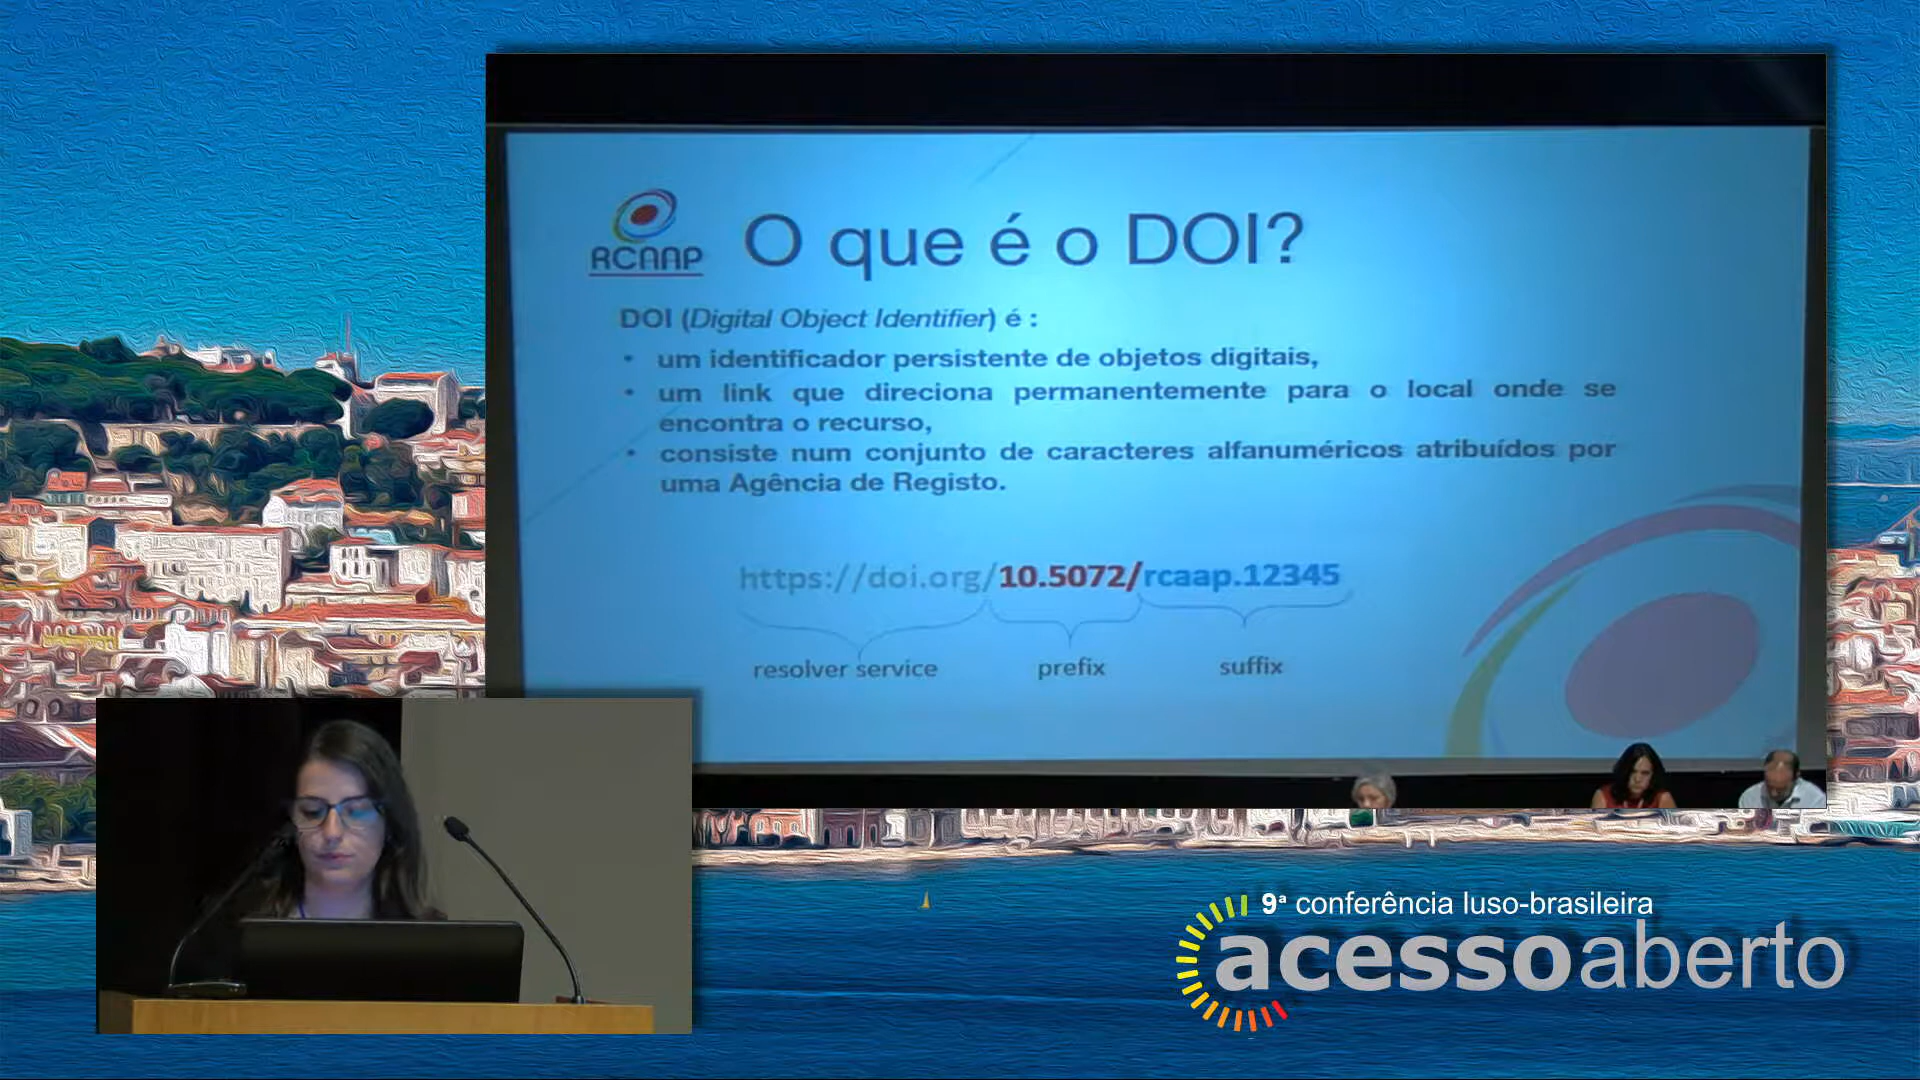 RCAAP
O que é o DOI?
DOI (Digital Object Identifier) é :
• um identificador persistente de objetos digitais,
• um link que direciona permanentemente para o local onde se
encontra o recurso,
• consiste num conjunto de caracteres alfanuméricos atribuídos por
uma Agência de Registo.
https://doi.org/10.5072/rcaap.12345
resolver service prefix suffix
9ª conferência luso-brasileira
acessoaberto